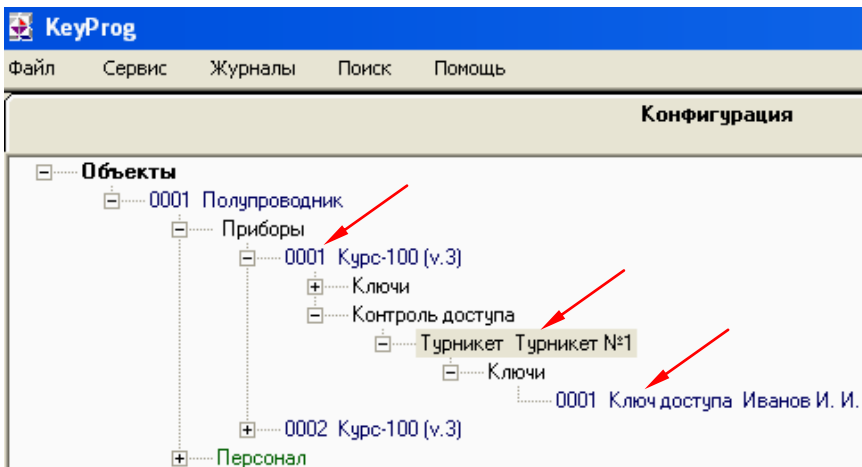 KeyProg
Файл Сервис Журналы Поиск Помощь
Конфигурация
Объекты
0001 Полупроводник
Приборы
0001 Курс-100 (v.3)
Ключи
Контроль доступа
Турникет Турникет №1
Ключи
0001 Ключ доступа Иванов И. И.
0002 Курс-100 (v.3)
Персонал